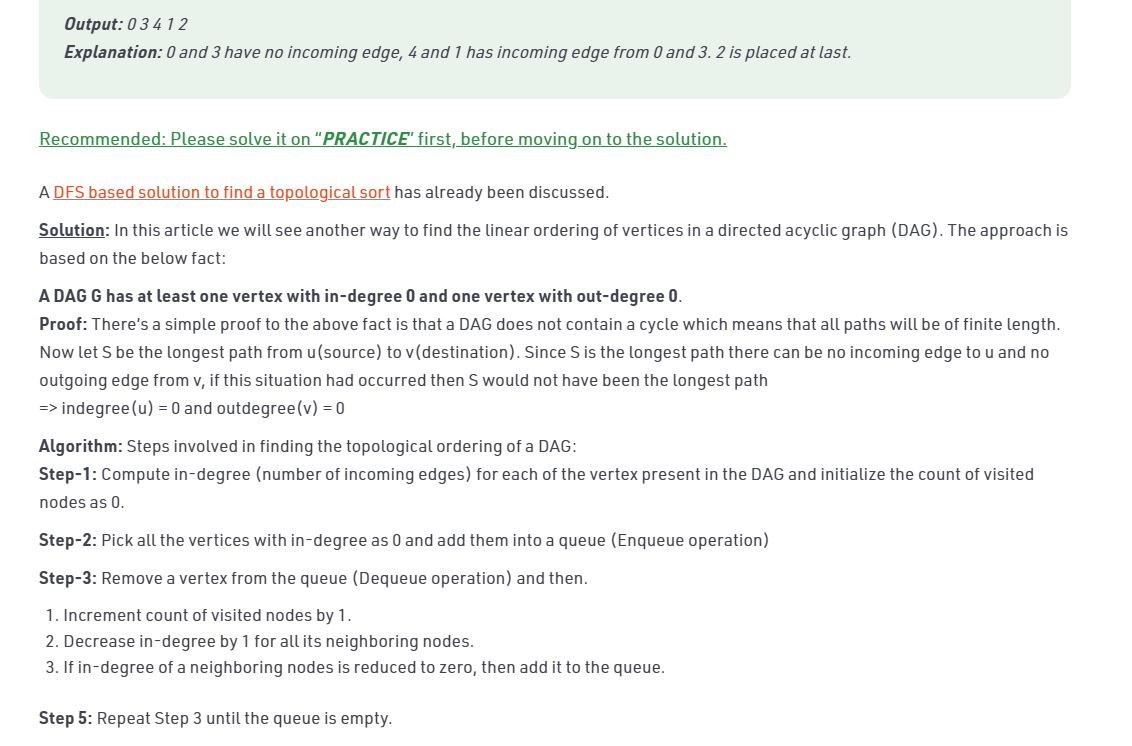 Output: 0 3 4 1 2
Explanation: 0 and 3 have no incoming edge, 4 and 1 has incoming edge from 0 and 3. 2 is placed at last.
Recommended: Please solve it on “PRACTICE” first, before moving on to the solution.
A DFS based solution to find a topological sort has already been discussed.
Solution: In this article we will see another way to find the linear ordering of vertices in a directed acyclic graph (DAG). The approach is
based on the below fact:
A DAG G has at least one vertex with in-degree 0 and one vertex with out-degree 0.
Proof: There’s a simple proof to the above fact is that a DAG does not contain a cycle which means that all paths will be of finite length.
Now let S be the longest path from u(source) to v(destination). Since S is the longest path there can be no incoming edge to u and no
outgoing edge from v, if this situation had occurred then S would not have been the longest path
=> indegree(u) = 0 and outdegree(v) = 0
Algorithm: Steps involved in finding the topological ordering of a DAG:
Step-1: Compute in-degree (number of incoming edges) for each of the vertex present in the DAG and initialize the count of visited
nodes as 0.
Step-2: Pick all the vertices with in-degree as 0 and add them into a queue (Enqueue operation)
Step-3: Remove a vertex from the queue (Dequeue operation) and then.
1. Increment count of visited nodes by 1.
2. Decrease in-degree by 1 for all its neighboring nodes.
3. If in-degree of a neighboring nodes is reduced to zero, then add it to the queue.
Step 5: Repeat Step 3 until the queue is empty.